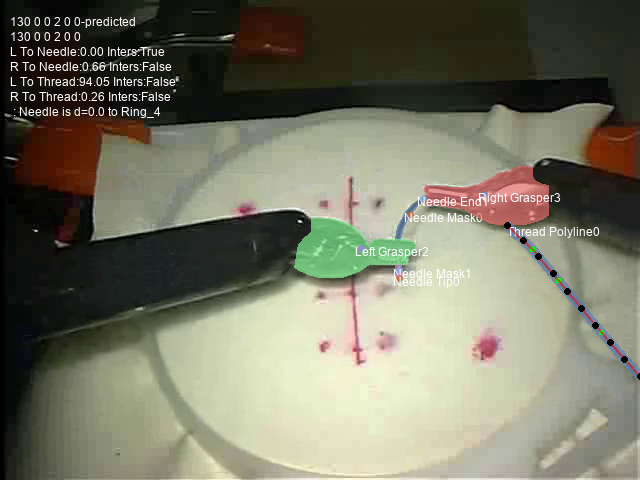 130 0 0 2 0 0-predicted
130 0 0 2 0 0
L To Needle:0.00 Inters:True
R To Needle:0.66 Inters:False
L To Thread:94.05 Inters:False
R To Thread:0.26 Inters:False
: Needle is d=0.0 to Ring_4
Needle End1
Right Grasper3
Needle Mask0
Thread Polyline0
Left Grasper2
Needle Mask1
Needle Tip0